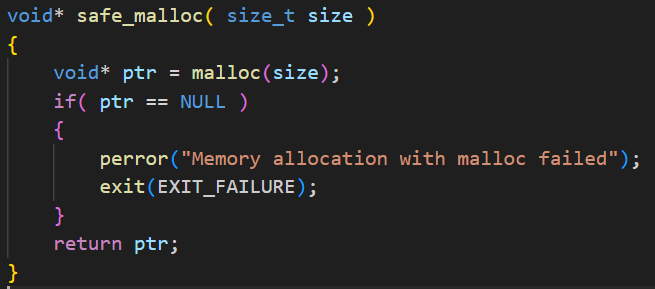 void* safe_malloc( size_t size )
{
    void* ptr = malloc(size);
    if( ptr == NULL )
    {
        perror("Memory allocation with malloc failed");
        exit(EXIT_FAILURE);
    }
    return ptr;
}